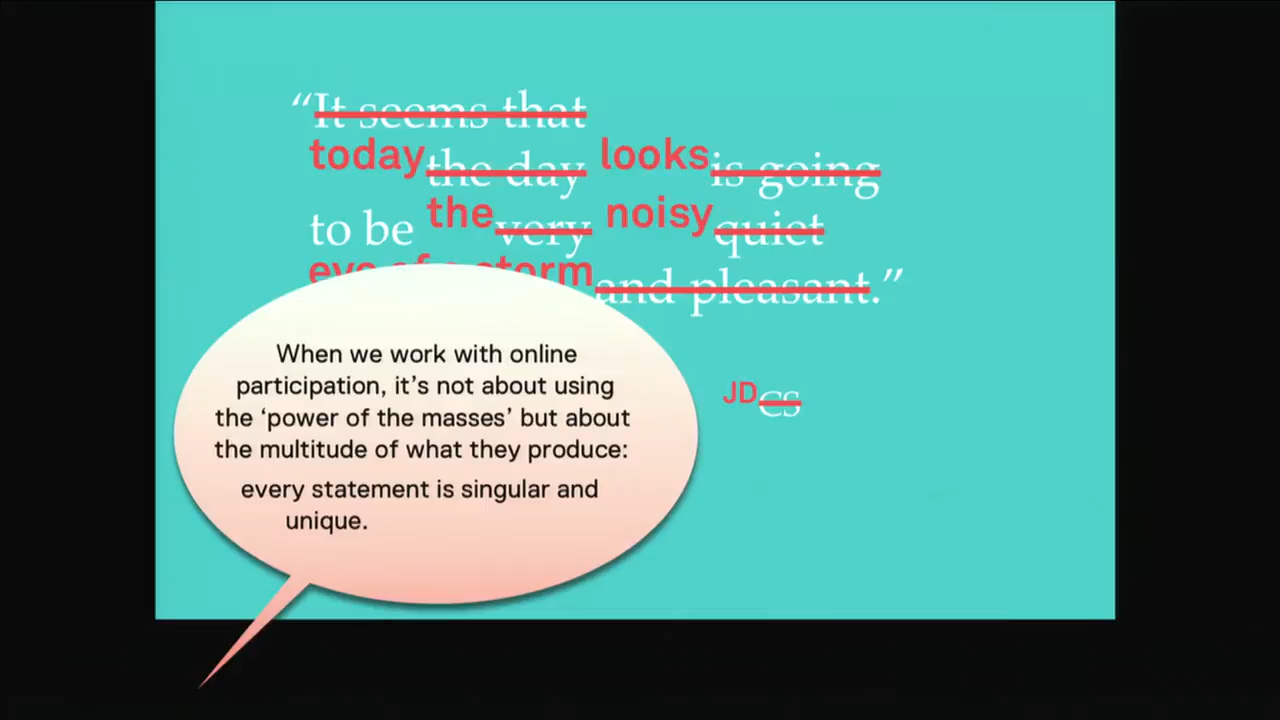 “It seems that
today the day looks is going
to be the very noisy quiet
storm and pleasant.”
JD CS
When we work with online
participation, it’s not about using
the ‘power of the masses’ but about
the multitude of what they produce:
every statement is singular and
unique.